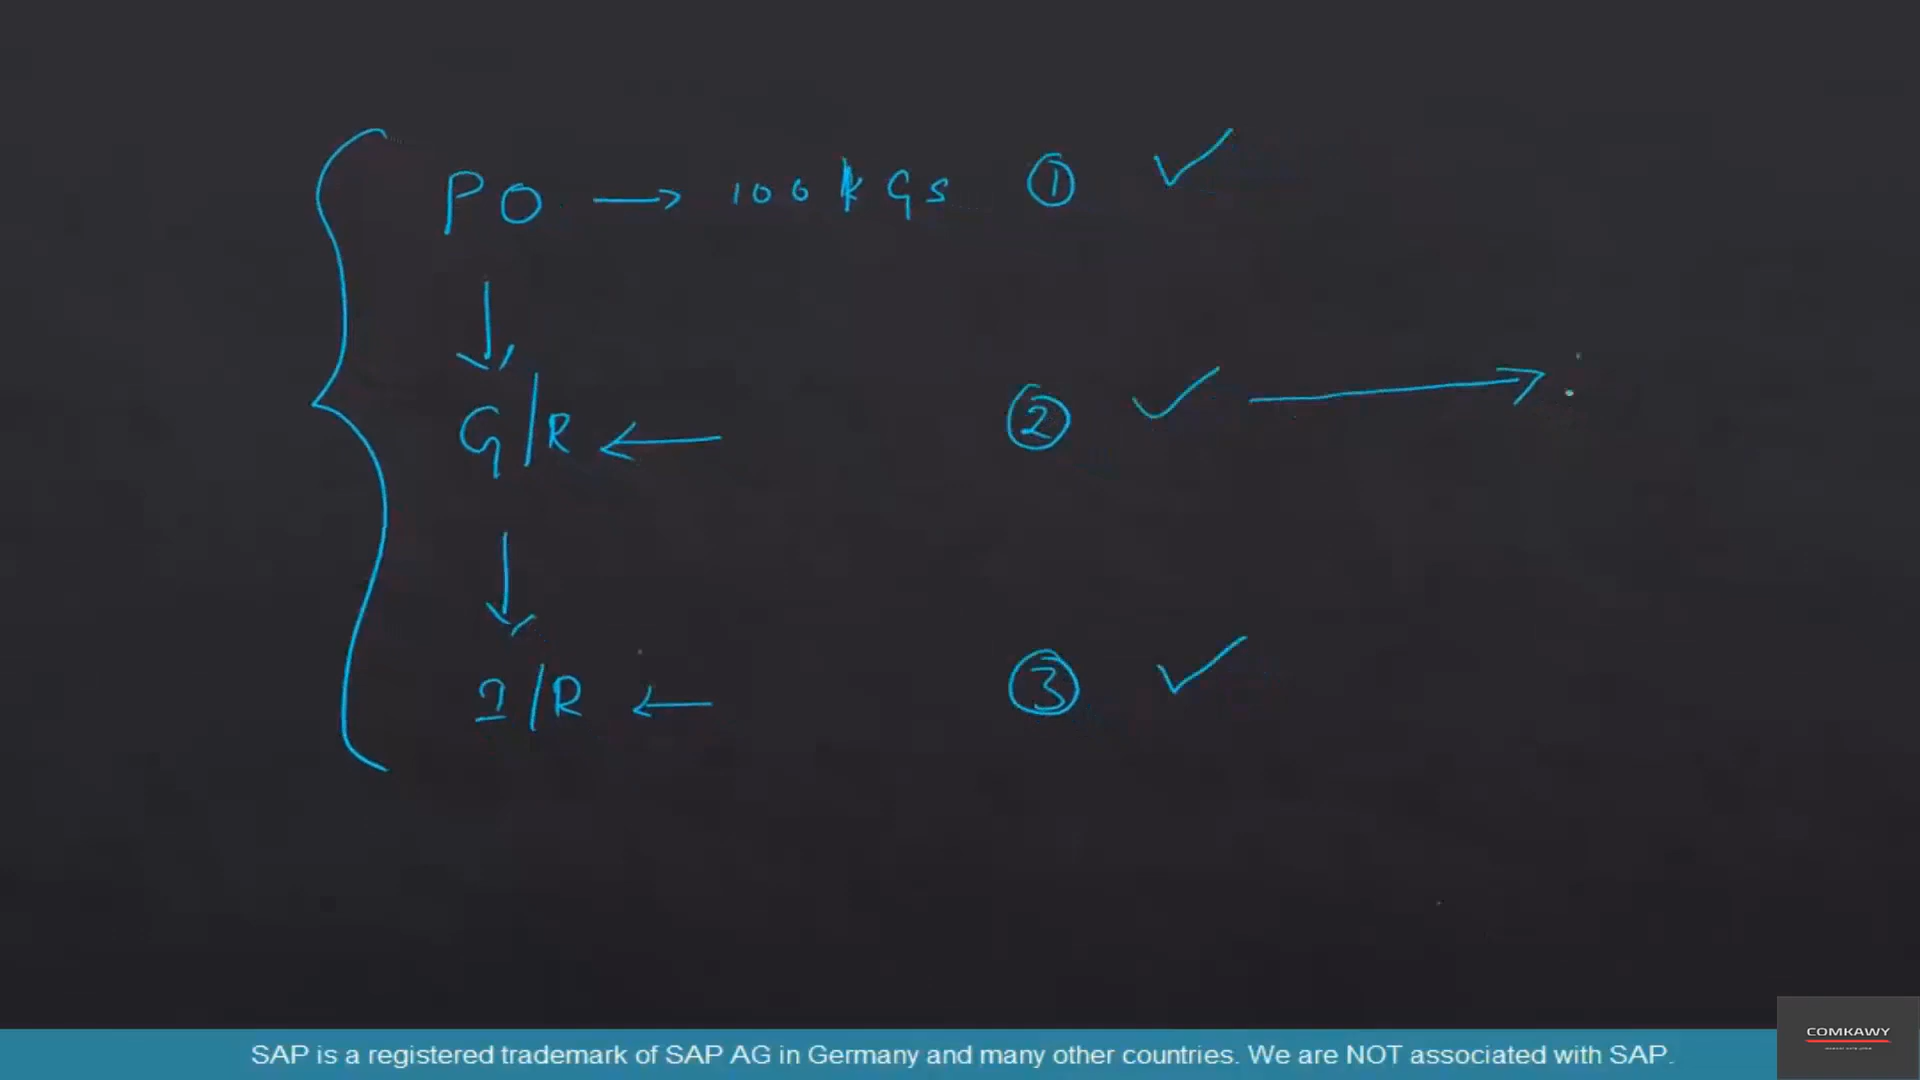 PO → 100 KGs ① ✓
G/R ← ② ✓ →
I/R ← ③ ✓
COMKAWY
SAP is a registered trademark of SAP AG in Germany and many other countries. We are NOT associated with SAP.